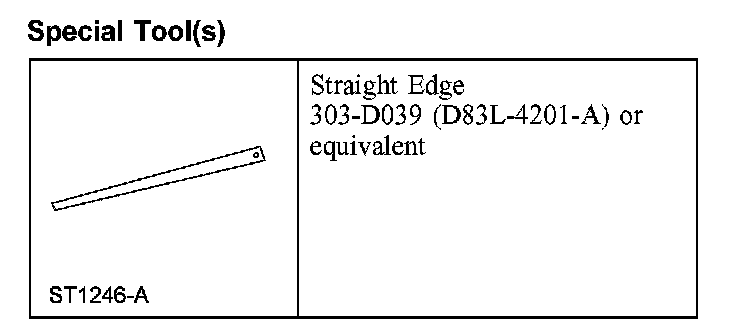 Special Tool(s)
Straight Edge
303-D039 (D83L-4201-A) or
equivalent
ST1246-A